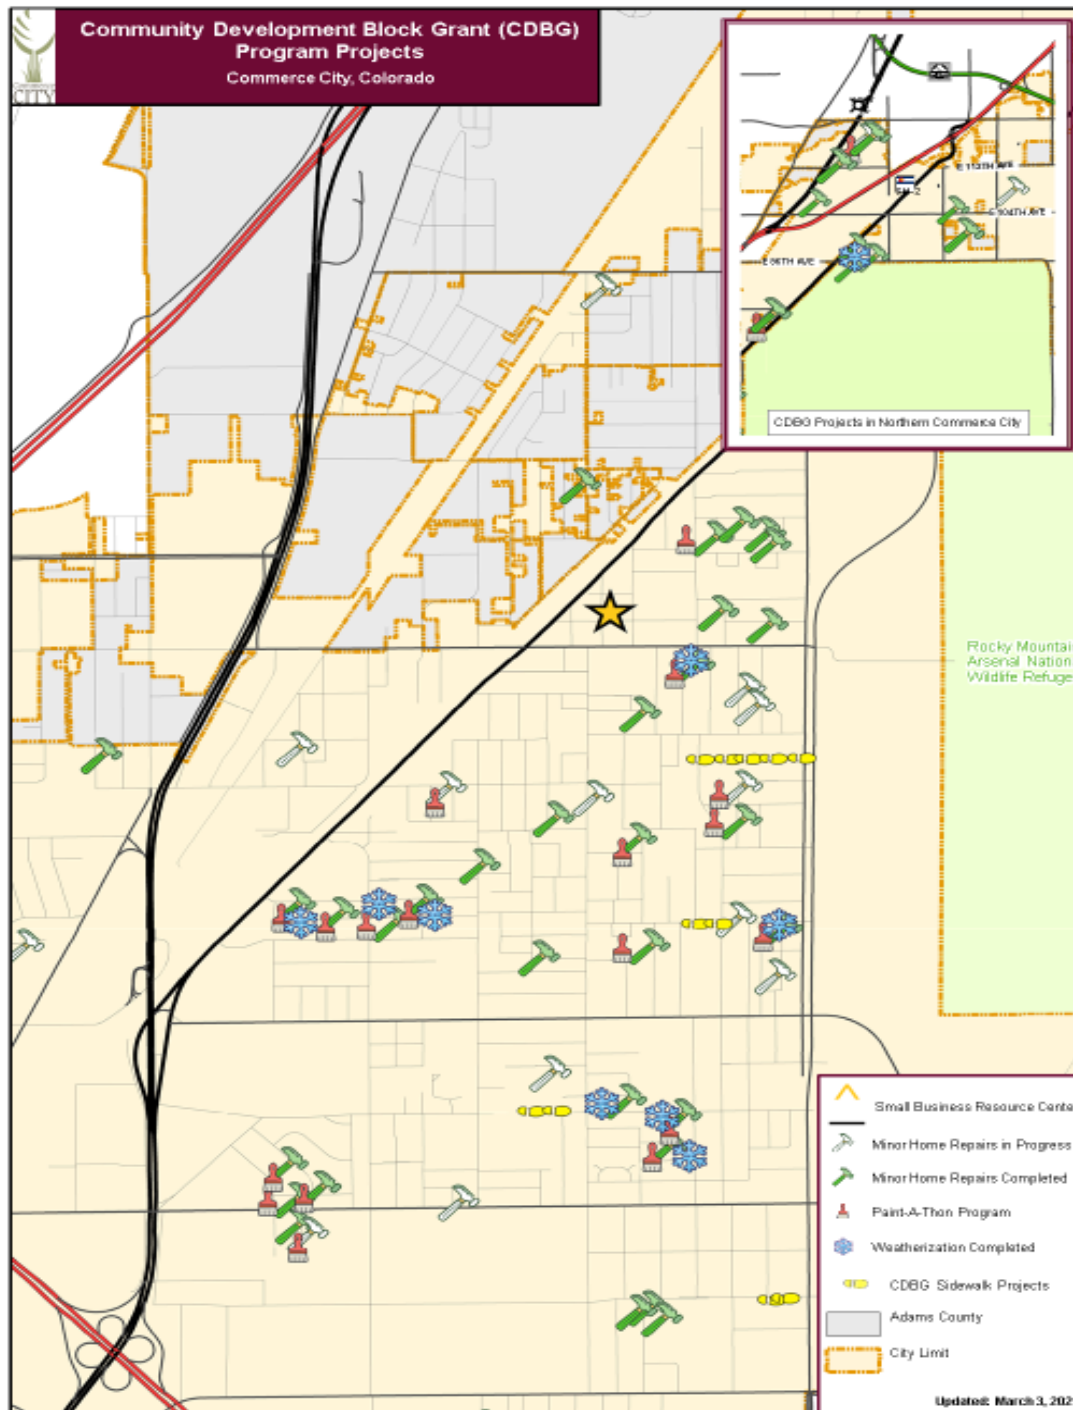 Community Development Block Grant (CDBG)
Program Projects
Commerce City, Colorado
Commerce
CITY
E 112TH AVE
E 104TH AVE
E 96TH AVE
CDBG Projects in Northern Commerce City
Rocky Mountai
Arsenal Nation
Wildlife Refuge
Small Business Resource Cente
Minor Home Repairs in Progress
Minor Home Repairs Completed
Paint-A-Thon Program
Weatherization Completed
CDBG Sidewalk Projects
Adams County
City Limit
Updated: March 3, 202